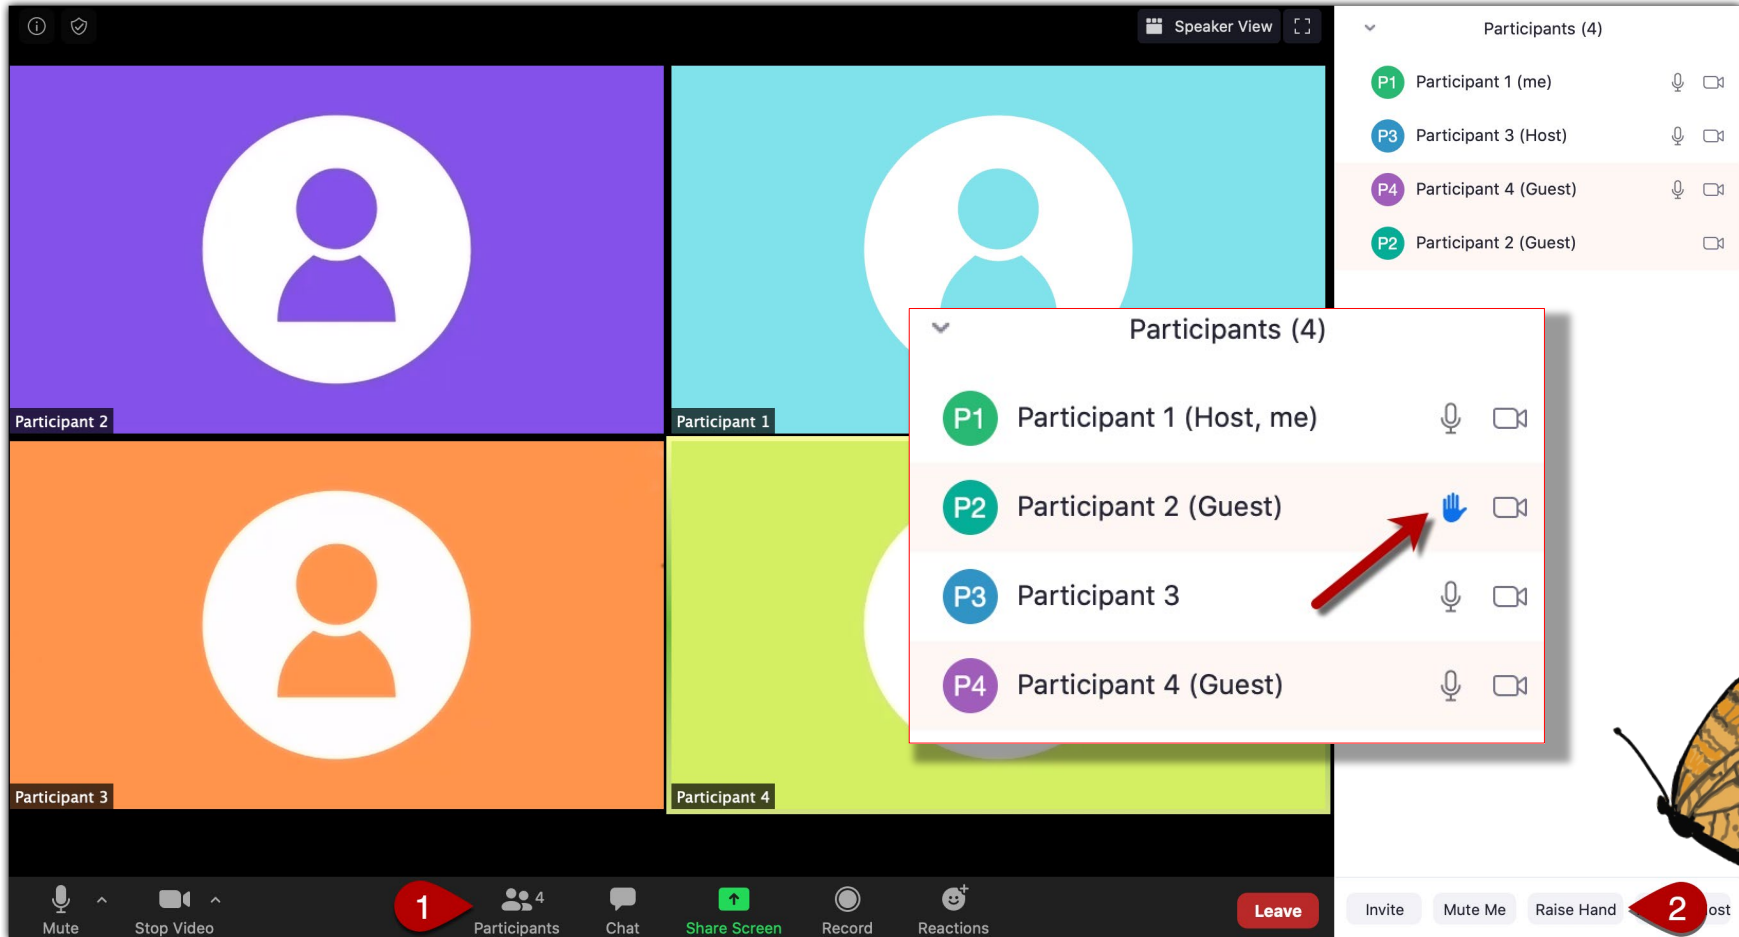 Speaker View
Participants (4)
P1 Participant 1 (me)
P3 Participant 3 (Host)
P4 Participant 4 (Guest)
P2 Participant 2 (Guest)
Participant 2
Participant 1
Participants (4)
P1 Participant 1 (Host, me)
P2 Participant 2 (Guest)
P3 Participant 3
P4 Participant 4 (Guest)
Participant 3
Participant 4
Mute
Stop Video
1
4
Participants
Chat
Share Screen
Record
Reactions
Leave
Invite
Mute Me
Raise Hand
2